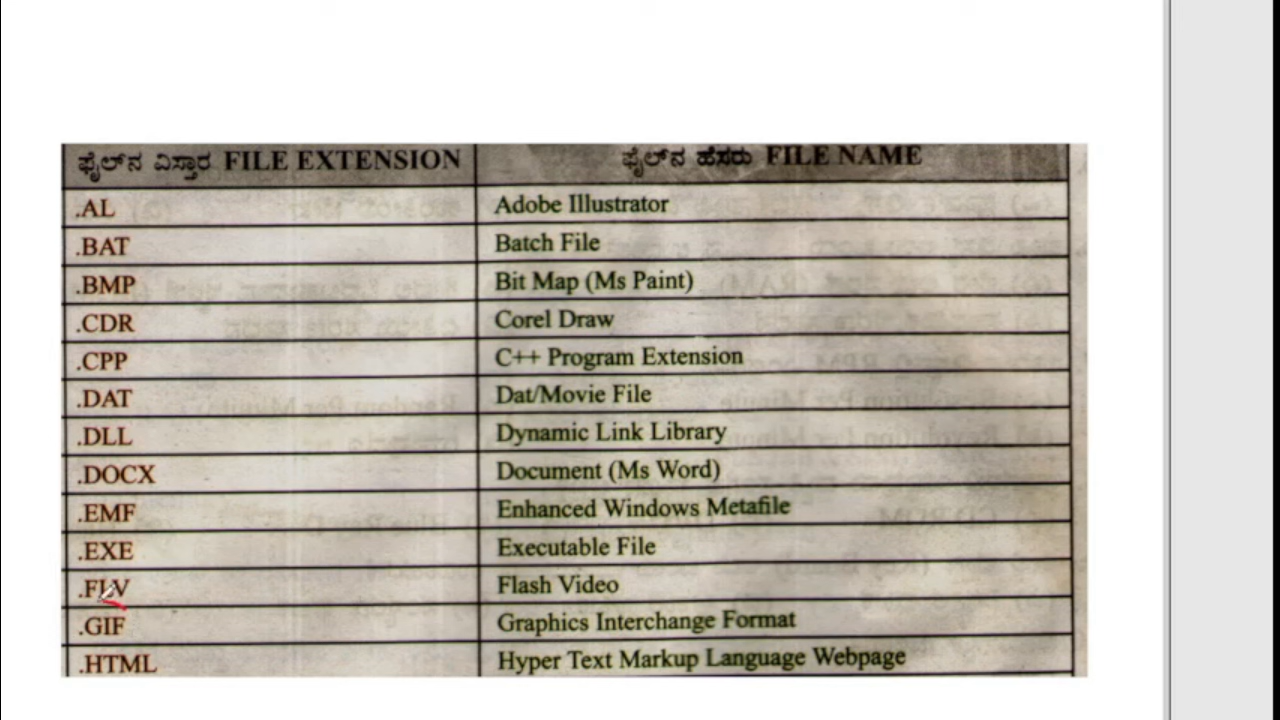 ಫೈಲ್‌ನ ವಿಸ್ತಾರ FILE EXTENSION ಫೈಲ್‌ನ ಹೆಸರು FILE NAME
.AL Adobe Illustrator
.BAT Batch File
.BMP Bit Map (Ms Paint)
.CDR Corel Draw
.CPP C++ Program Extension
.DAT Dat/Movie File
.DLL Dynamic Link Library
.DOCX Document (Ms Word)
.EMF Enhanced Windows Metafile
.EXE Executable File
.FLV Flash Video
.GIF Graphics Interchange Format
.HTML Hyper Text Markup Language Webpage